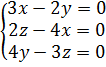 3x − 2y = 0
2z − 4x = 0
4y − 3z = 0